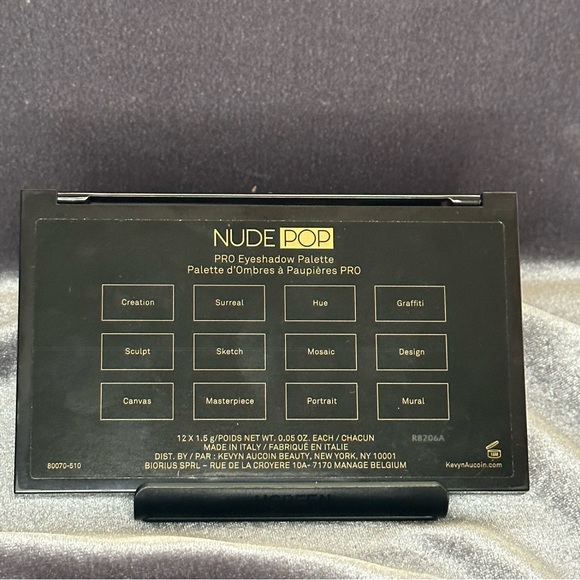 NUDE POP
PRO Eyeshadow Palette
Palette d'Ombres à Paupières PRO
Creation Surreal Hue Graffiti
Sculpt Sketch Mosaic Design
Canvas Masterpiece Portrait Mural
12 X 1.5 g/POIDS NET WT. 0.05 OZ. EACH / CHACUN
R8206A
MADE IN ITALY / FABRIQUÉ EN ITALIE
DIST. BY / PAR : KEVYN AUCOIN BEAUTY, NEW YORK, NY 10001
80070-510 BIORIUS SPRL – RUE DE LA CROYERE 10A- 7170 MANAGE BELGIUM KevynAucoin.com